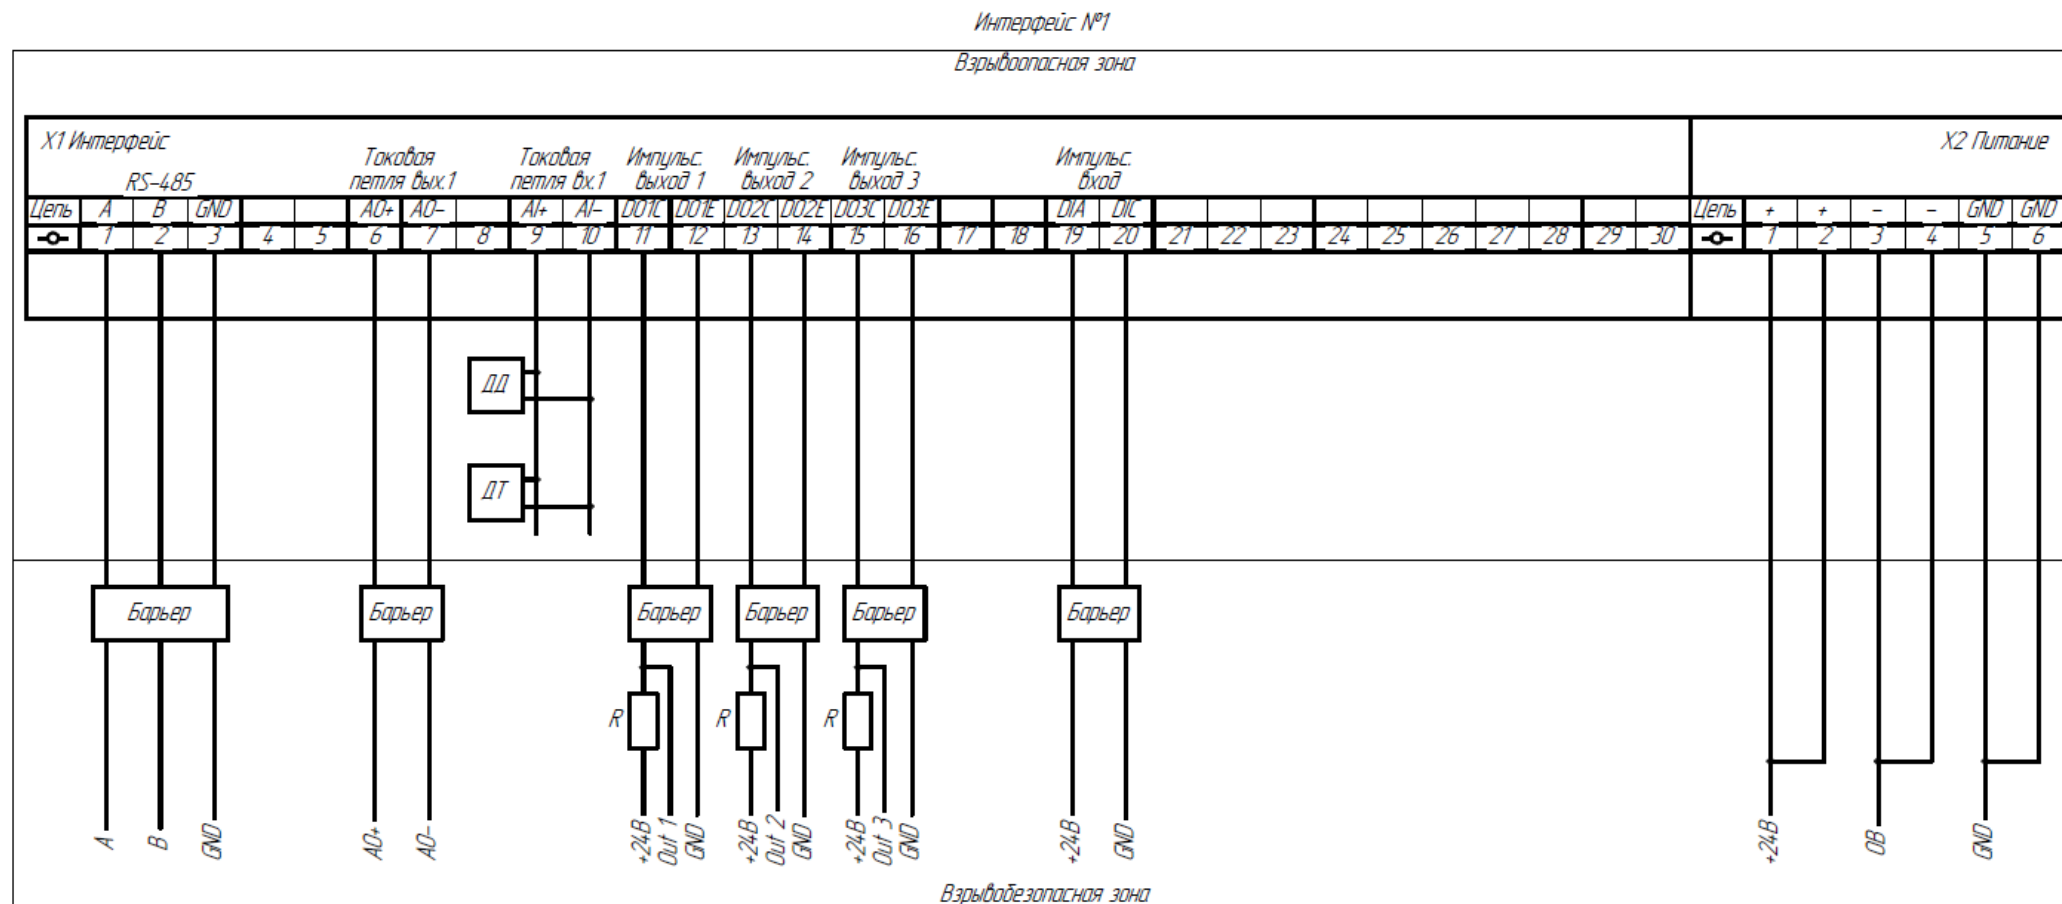 Интерфейс №1
Взрывоопасная зона
X1 Интерфейс
X2 Питание
RS-485
Токовая петля вых.1
Токовая петля вх.1
Импульс. выход 1
Импульс. выход 2
Импульс. выход 3
Импульс. вход
Цепь A B GND AO+ AO- AI+ AI- DO1C DO1E DO2C DO2E DO3C DO3E DIA DIC Цепь + + - - GND GND
1 2 3 4 5 6 7 8 9 10 11 12 13 14 15 16 17 18 19 20 21 22 23 24 25 26 27 28 29 30 1 2 3 4 5 6
ДД
ДТ
Барьер Барьер Барьер Барьер Барьер Барьер
R R R
A B GND AO+ AO- +24В Out 1 GND +24В Out 2 GND +24В Out 3 GND +24В GND +24В 0В GND
Взрывобезопасная зона